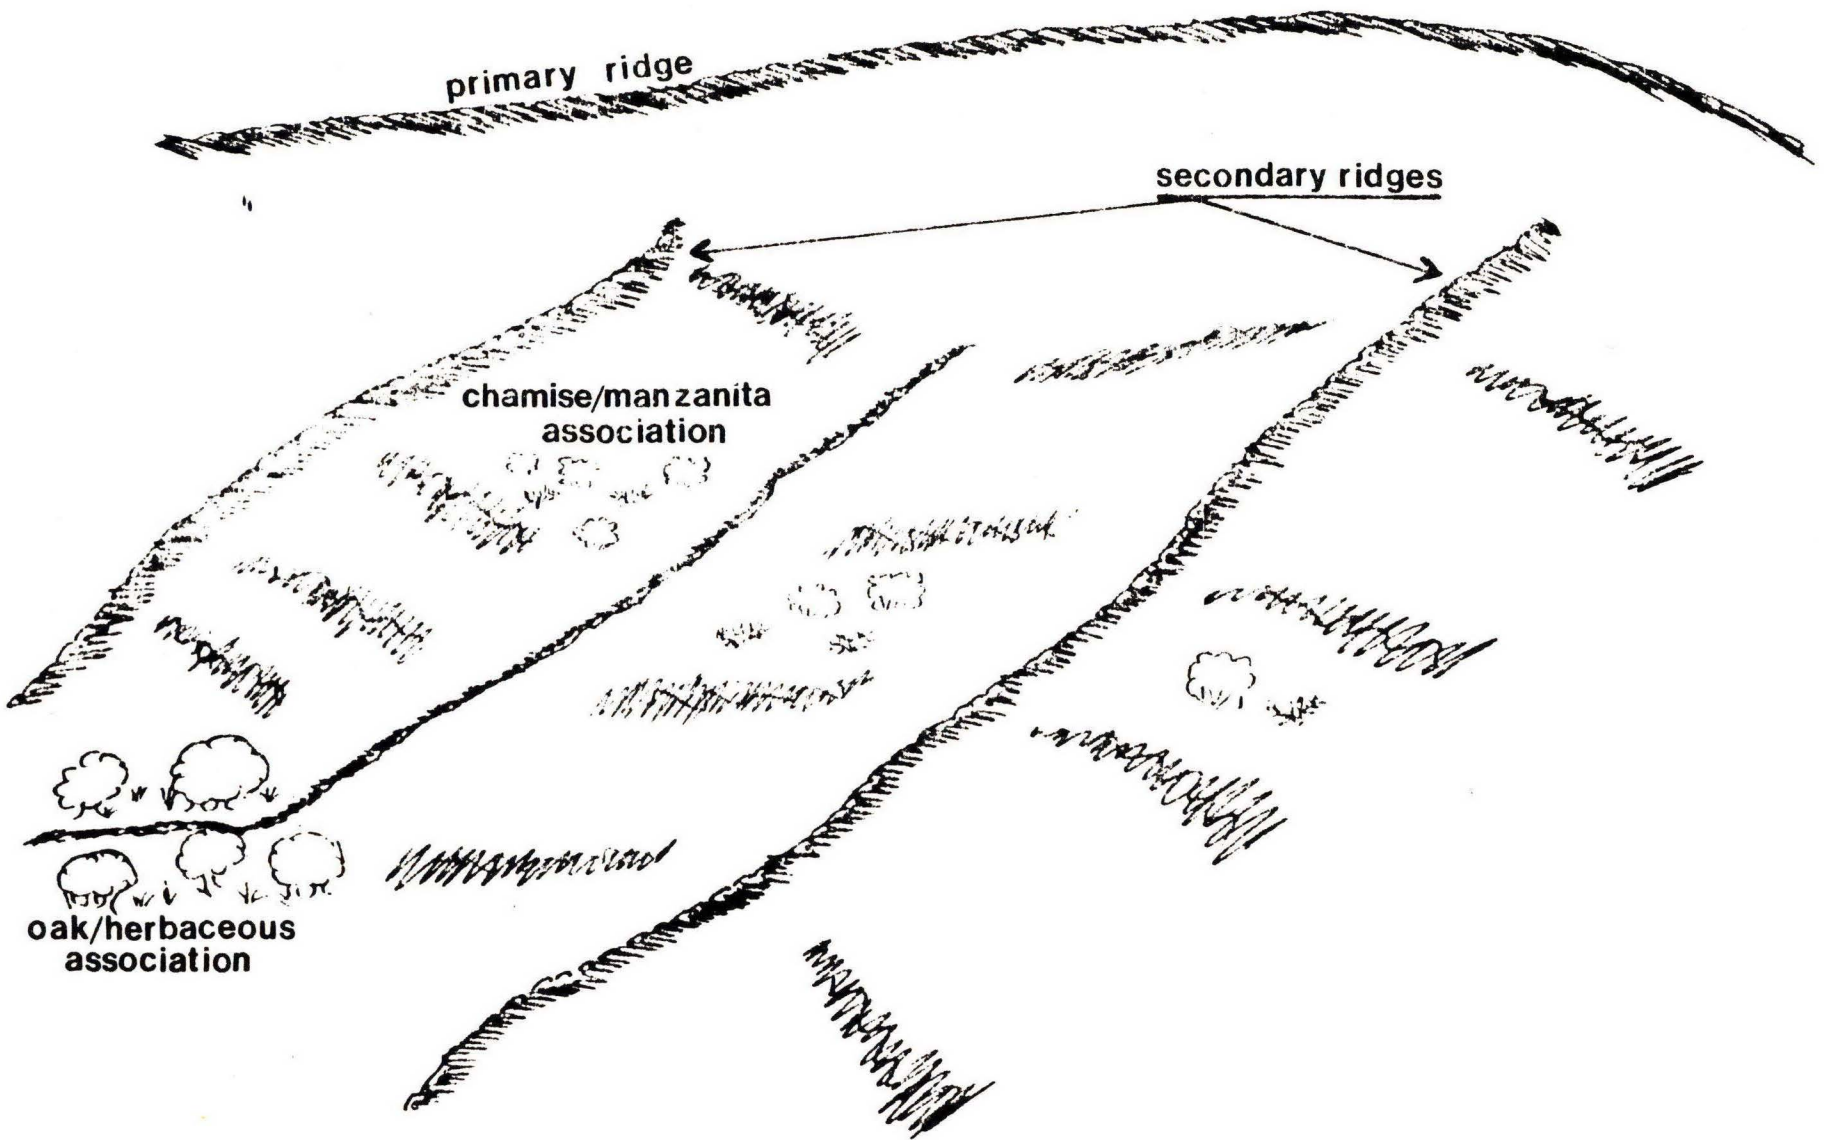 primary ridge
secondary ridges
chamise/manzanita
association
oak/herbaceous
association